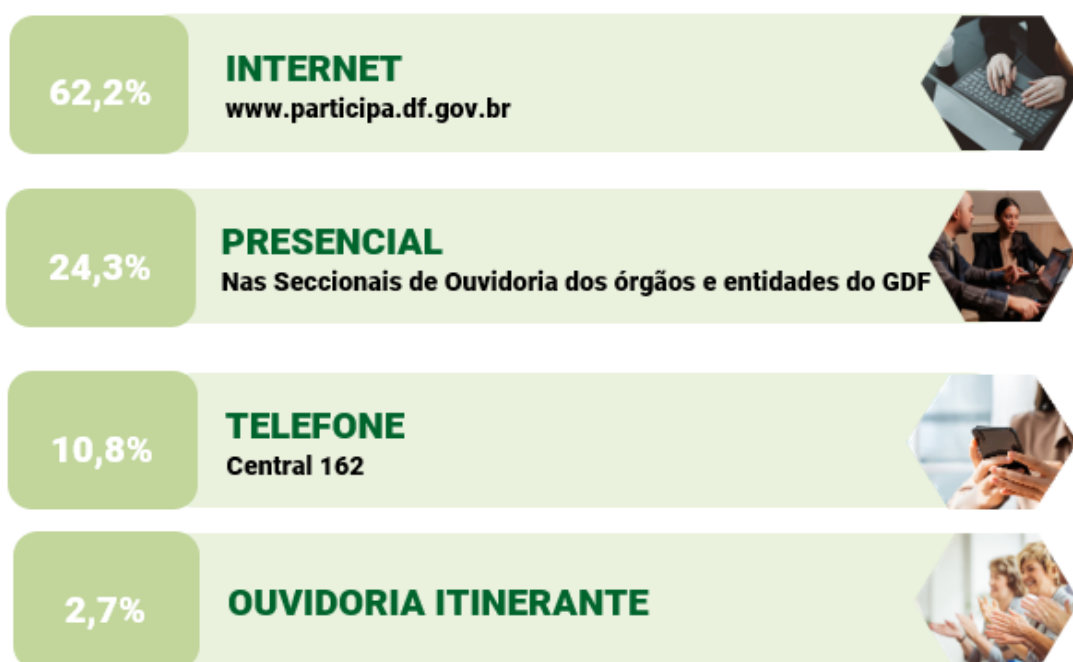 62,2%
INTERNET
www.participa.df.gov.br
24,3%
PRESENCIAL
Nas Seccionais de Ouvidoria dos órgãos e entidades do GDF
10,8%
TELEFONE
Central 162
2,7%
OUVIDORIA ITINERANTE